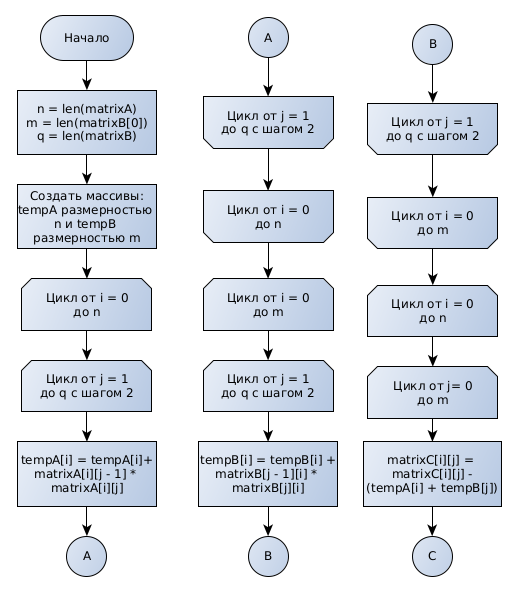 Начало
n = len(matrixA)
m = len(matrixB[0])
q = len(matrixB)
Создать массивы:
tempA размерностью
n и tempB
размерностью m
Цикл от i = 0
до n
Цикл от j = 1
до q с шагом 2
tempA[i] = tempA[i]+
matrixA[i][j - 1] *
matrixA[i][j]
A
A
Цикл от j = 1
до q с шагом 2
Цикл от i = 0
до n
Цикл от i = 0
до m
Цикл от j = 1
до q с шагом 2
tempB[i] = tempB[i] +
matrixB[j - 1][i] *
matrixB[j][i]
B
B
Цикл от j = 1
до q с шагом 2
Цикл от i = 0
до m
Цикл от i = 0
до n
Цикл от j= 0
до m
matrixC[i][j] =
matrixC[i][j] -
(tempA[i] + tempB[j])
C